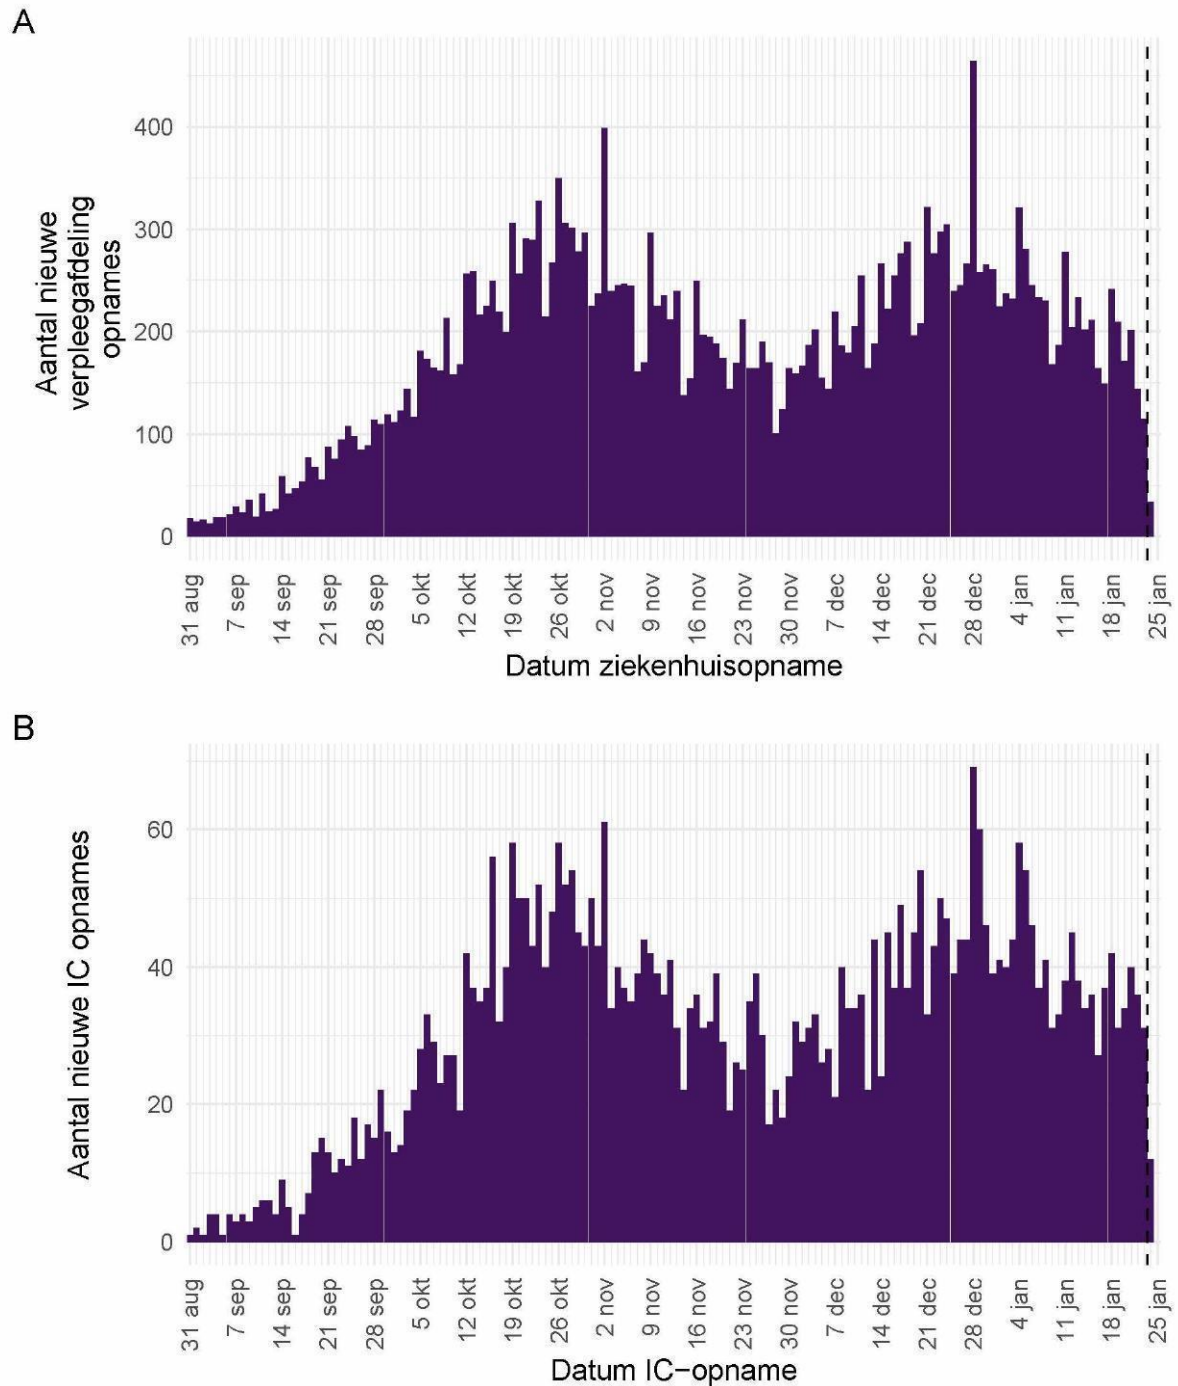 A
Aantal nieuwe
verpleegafdeling
opnames
400
300
200
100
0
31 aug
7 sep
14 sep
21 sep
28 sep
5 okt
12 okt
19 okt
26 okt
2 nov
9 nov
16 nov
23 nov
30 nov
7 dec
14 dec
21 dec
28 dec
4 jan
11 jan
18 jan
25 jan
Datum ziekenhuisopname
B
Aantal nieuwe IC opnames
60
40
20
0
31 aug
7 sep
14 sep
21 sep
28 sep
5 okt
12 okt
19 okt
26 okt
2 nov
9 nov
16 nov
23 nov
30 nov
7 dec
14 dec
21 dec
28 dec
4 jan
11 jan
18 jan
25 jan
Datum IC−opname